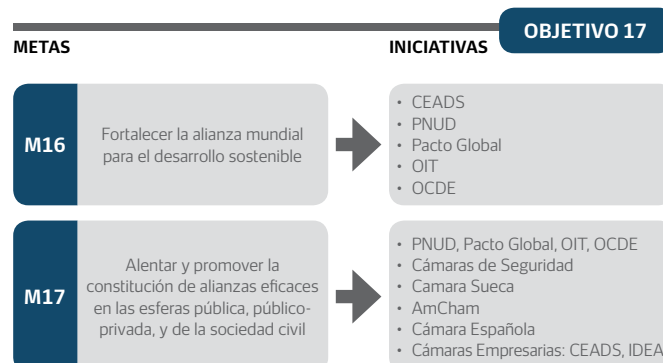 OBJETIVO 17
METAS
INICIATIVAS
M16
Fortalecer la alianza mundial
para el desarrollo sostenible
• CEADS
• PNUD
• Pacto Global
• OIT
• OCDE
M17
Alentar y promover la
constitución de alianzas eficaces
en las esferas pública, público-
privada, y de la sociedad civil
• PNUD, Pacto Global, OIT, OCDE
• Cámaras de Seguridad
• Camara Sueca
• AmCham
• Cámara Española
• Cámaras Empresarias: CEADS, IDEA